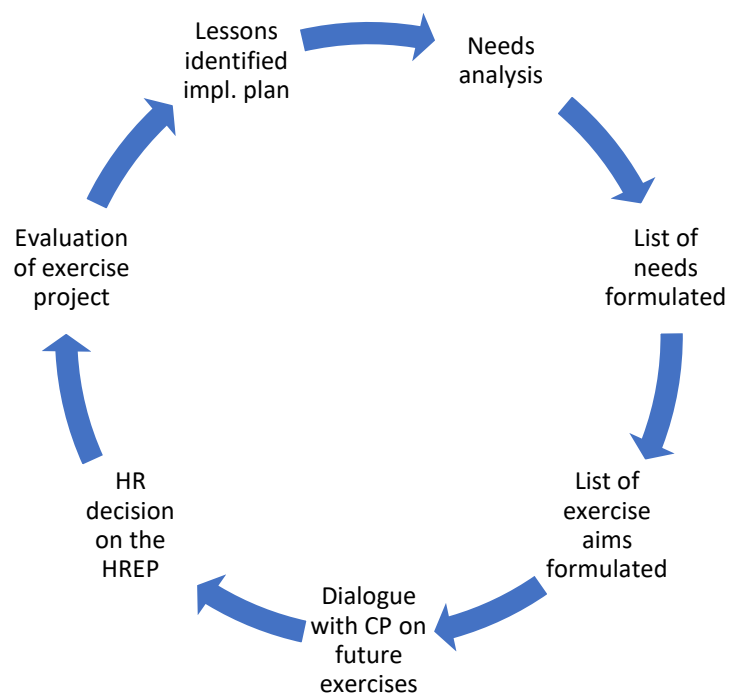 Lessons
identified
impl. plan
Needs
analysis
List of
needs
formulated
List of
exercise
aims
formulated
Dialogue
with CP on
future
exercises
HR
decision
on the
HREP
Evaluation
of exercise
project